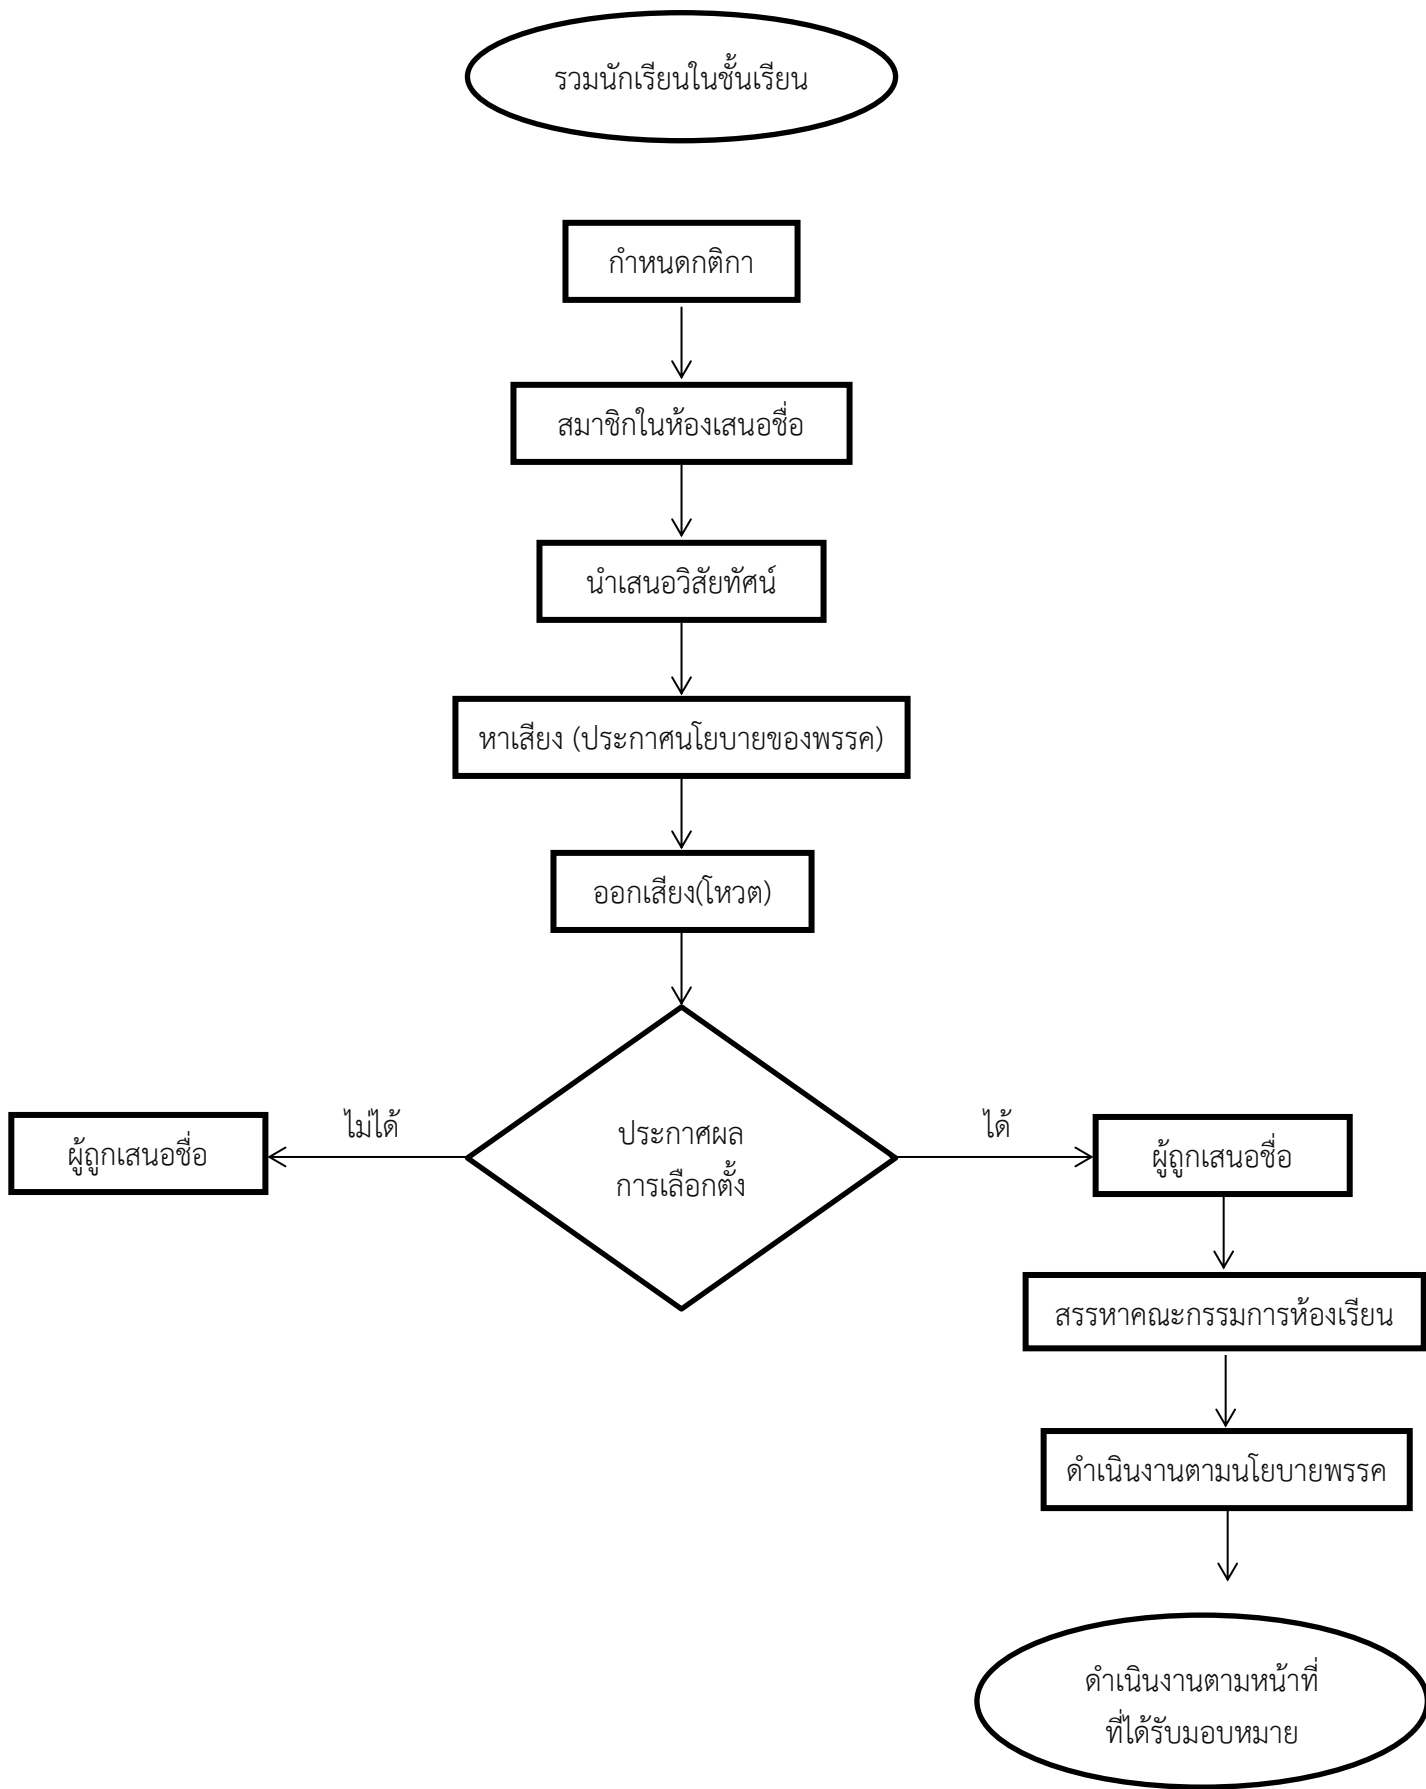 รวมนักเรียนในชั้นเรียน
กำหนดกติกา
สมาชิกในห้องเสนอชื่อ
นำเสนอวิสัยทัศน์
หาเสียง (ประกาศนโยบายของพรรค)
ออกเสียง(โหวต)
ประกาศผล
การเลือกตั้ง
ไม่ได้
ผู้ถูกเสนอชื่อ
ได้
ผู้ถูกเสนอชื่อ
สรรหาคณะกรรมการห้องเรียน
ดำเนินงานตามนโยบายพรรค
ดำเนินงานตามหน้าที่
ที่ได้รับมอบหมาย